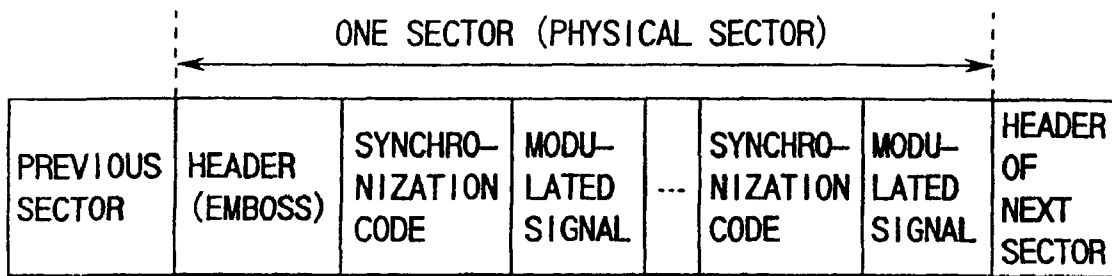 ONE SECTOR (PHYSICAL SECTOR)
PREVIOUS
SECTOR
HEADER
(EMBOSS)
SYNCHRO–
NIZATION
CODE
MODU–
LATED
SIGNAL
...
SYNCHRO–
NIZATION
CODE
MODU–
LATED
SIGNAL
HEADER
OF
NEXT
SECTOR